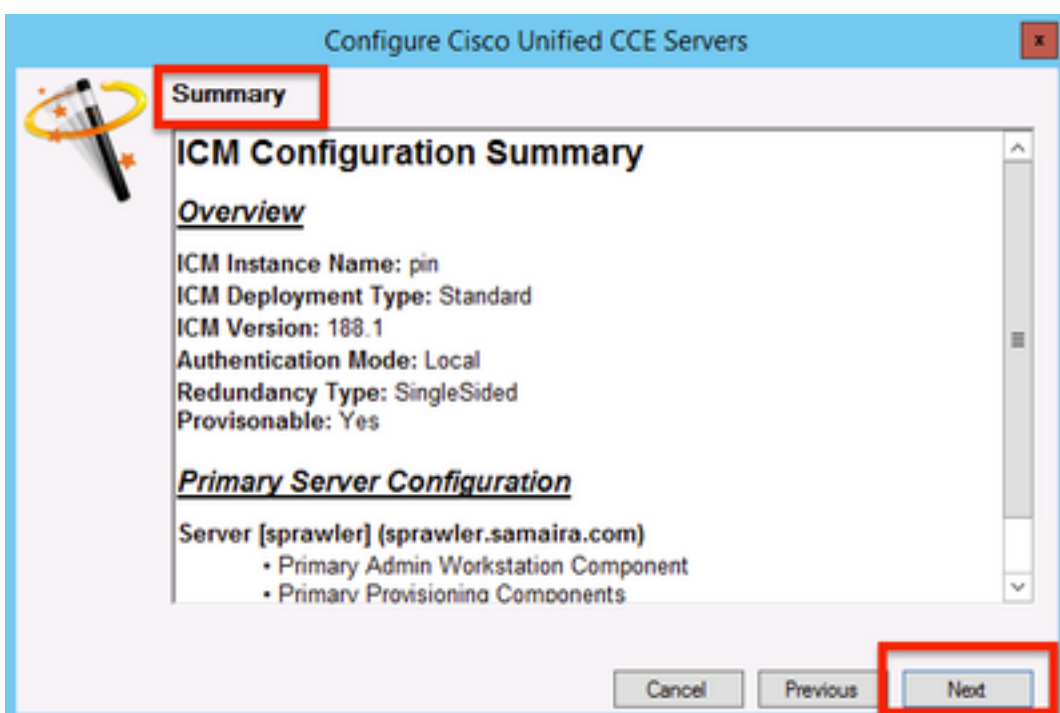 Configure Cisco Unified CCE Servers
x
Summary
ICM Configuration Summary
Overview
ICM Instance Name: pin
ICM Deployment Type: Standard
ICM Version: 188.1
Authentication Mode: Local
Redundancy Type: SingleSided
Provisonable: Yes
Primary Server Configuration
Server [sprawler] (sprawler.samaira.com)
• Primary Admin Workstation Component
• Primary Provisioning Components
Cancel Previous Next